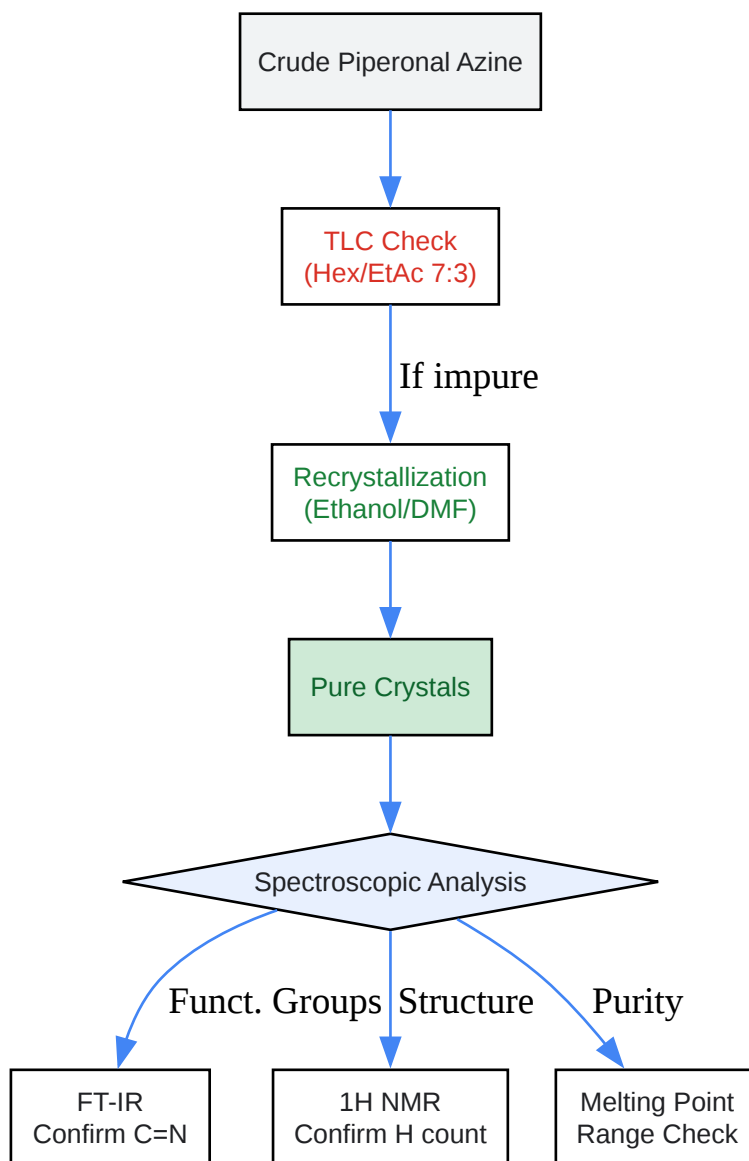 Crude Piperonal Azine
TLC Check
(Hex/EtAc 7:3)
If impure
Recrystallization
(Ethanol/DMF)
Pure Crystals
Spectroscopic Analysis
Funct. Groups
Structure
Purity
FT-IR
Confirm C=N
1H NMR
Confirm H count
Melting Point
Range Check